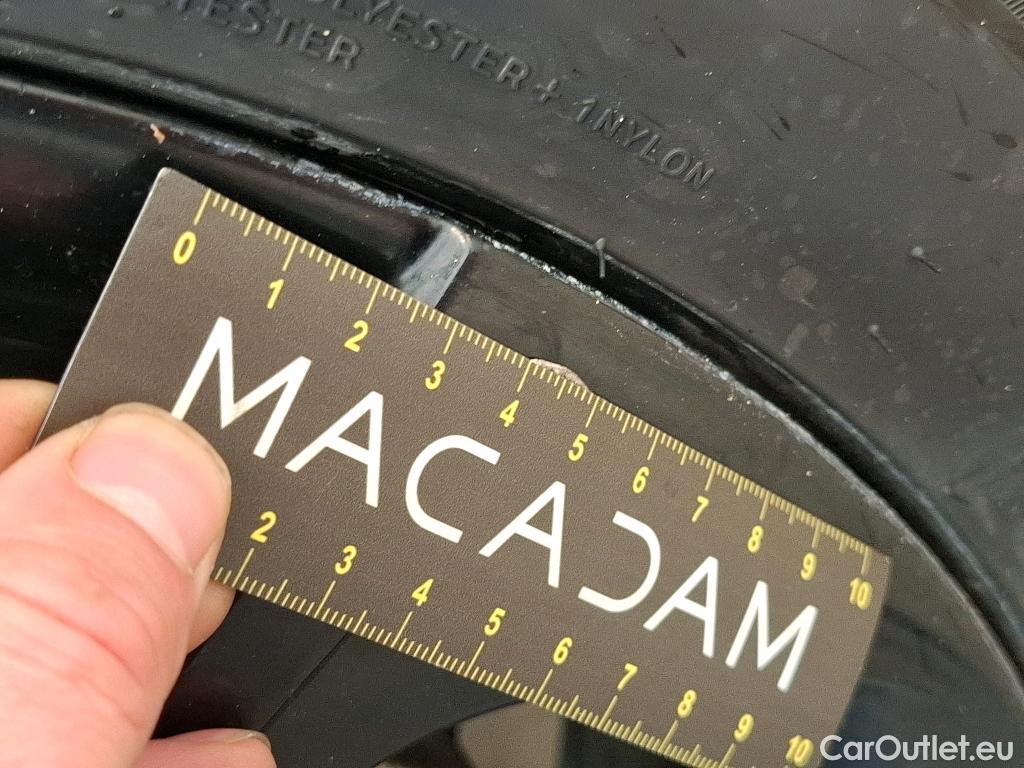 POLYESTER + 1NYLON
ESTER
0 1 2 3 4 5 6 7 8 9 10
MACADAM
2 3 4 5 6 7 8 9 10
CarOutlet.eu